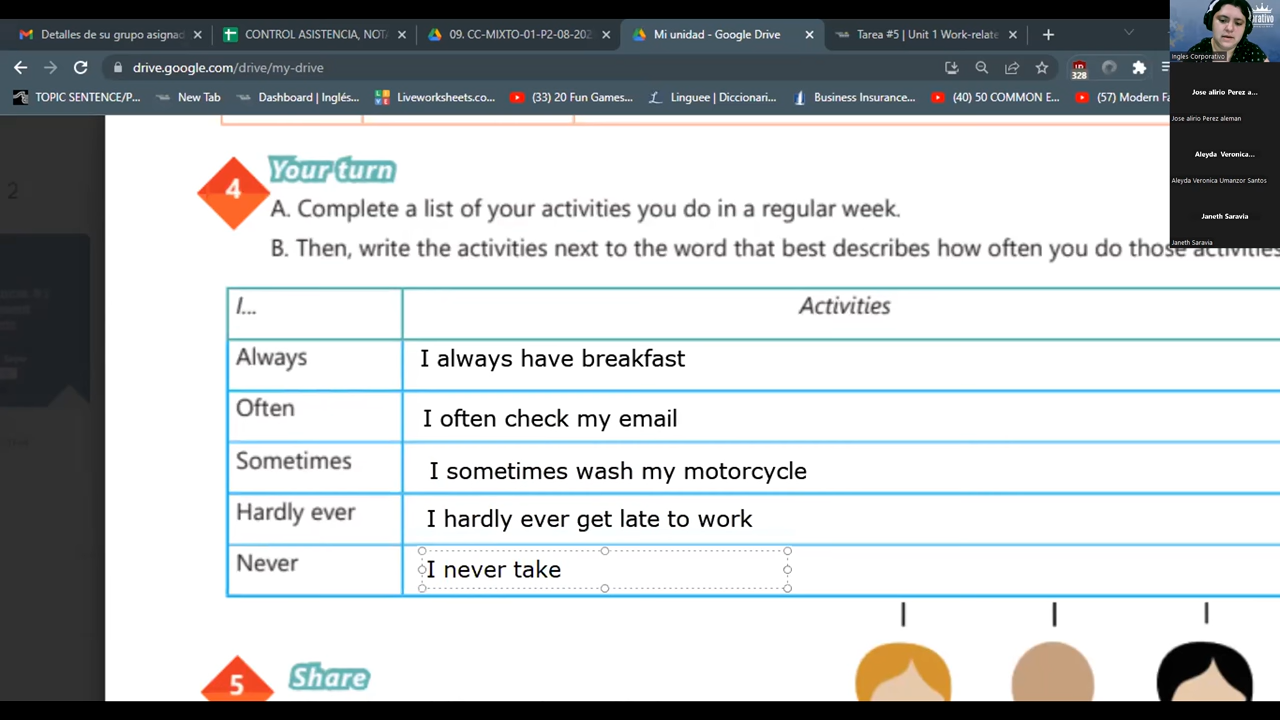 Detalles de su grupo asignad
CONTROL ASISTENCIA, NOTA
09. CC-MIXTO-01-P2-08-202
Mi unidad - Google Drive
Tarea #5 | Unit 1 Work-relate
drive.google.com/drive/my-drive
328
TOPIC SENTENCE/P...
New Tab
Dashboard | Inglés...
Liveworksheets.co...
(33) 20 Fun Games...
Linguee | Diccionari...
Business Insurance...
(40) 50 COMMON E...
(57) Modern Fa
Ingles Corporativo
Jose alirio Perez a...
Jose alirio Perez aleman
Aleyda Veronica...
Aleyda Veronica Umanzor Santos
Janeth Saravia
Janeth Saravia
2
4 Your turn
A. Complete a list of your activities you do in a regular week.
B. Then, write the activities next to the word that best describes how often you do those activities
I... Activities
Always I always have breakfast
Often I often check my email
Sometimes I sometimes wash my motorcycle
Hardly ever I hardly ever get late to work
Never I never take
5 Share